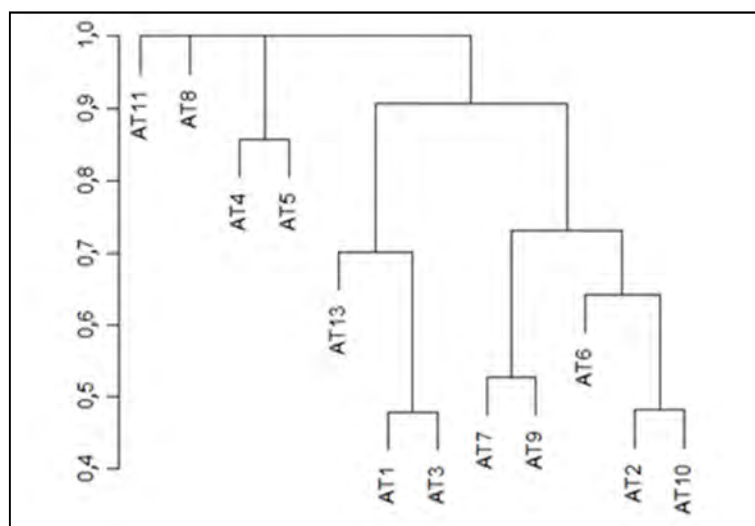 1,0
0,9
0,8
0,7
0,6
0,5
0,4
AT11
AT8
AT4
AT5
AT13
AT1
AT3
AT7
AT9
AT6
AT2
AT10